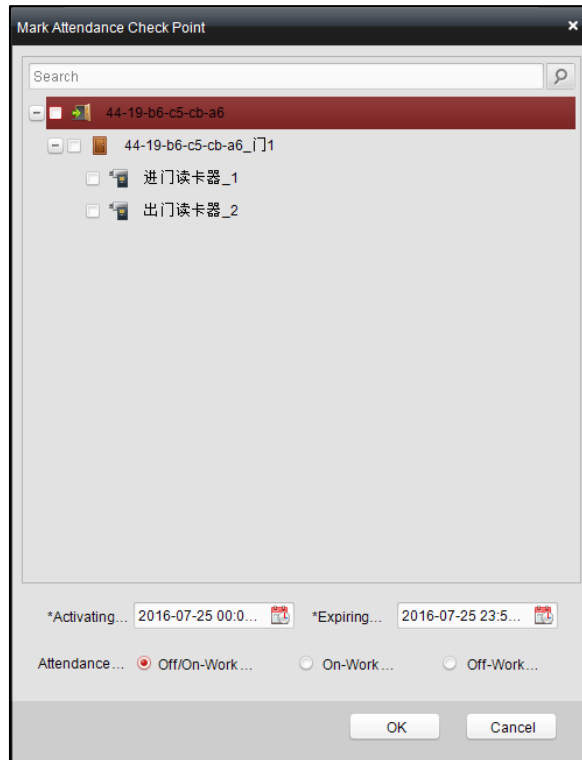 Mark Attendance Check Point
Search
44-19-b6-c5-cb-a6
44-19-b6-c5-cb-a6_门1
进门读卡器_1
出门读卡器_2
*Activating... 2016-07-25 00:0... *Expiring... 2016-07-25 23:5...
Attendance... Off/On-Work... On-Work... Off-Work...
OK Cancel